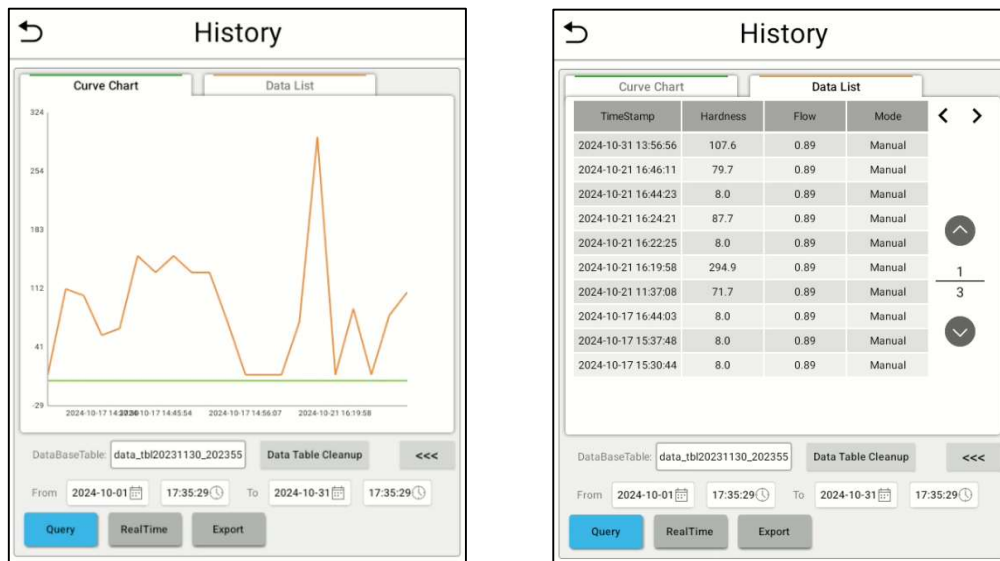 History
Curve Chart
Data List
324
254
183
112
41
-29
2024-10-17 14:45:54
2024-10-17 14:56:07
2024-10-21 16:19:58
DataBaseTable:
data_tbl20231130_202355
Data Table Cleanup
<<<
From
2024-10-01
17:35:29
To
2024-10-31
17:35:29
Query
RealTime
Export
History
Curve Chart
Data List
TimeStamp Hardness Flow Mode
2024-10-31 13:56:56 107.6 0.89 Manual
2024-10-21 16:46:11 79.7 0.89 Manual
2024-10-21 16:44:23 8.0 0.89 Manual
2024-10-21 16:24:21 87.7 0.89 Manual
2024-10-21 16:22:25 8.0 0.89 Manual
2024-10-21 16:19:58 294.9 0.89 Manual
2024-10-21 11:37:08 71.7 0.89 Manual
2024-10-17 16:44:03 8.0 0.89 Manual
2024-10-17 15:37:48 8.0 0.89 Manual
2024-10-17 15:30:44 8.0 0.89 Manual
1
3
DataBaseTable:
data_tbl20231130_202355
Data Table Cleanup
<<<
From
2024-10-01
17:35:29
To
2024-10-31
17:35:29
Query
RealTime
Export